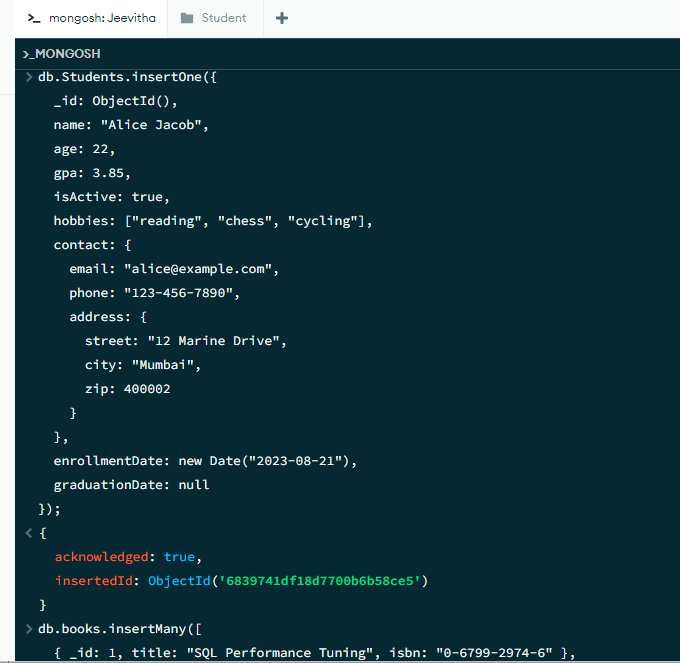 >_ mongosh: Jeevitha Student +
>_MONGOSH
> db.Students.insertOne({
_id: ObjectId(),
name: "Alice Jacob",
age: 22,
gpa: 3.85,
isActive: true,
hobbies: ["reading", "chess", "cycling"],
contact: {
email: "alice@example.com",
phone: "123-456-7890",
address: {
street: "12 Marine Drive",
city: "Mumbai",
zip: 400002
}
},
enrollmentDate: new Date("2023-08-21"),
graduationDate: null
});
< {
acknowledged: true,
insertedId: ObjectId('6839741df18d7700b6b58ce5')
}
> db.books.insertMany([
{ _id: 1, title: "SQL Performance Tuning", isbn: "0-6799-2974-6" },